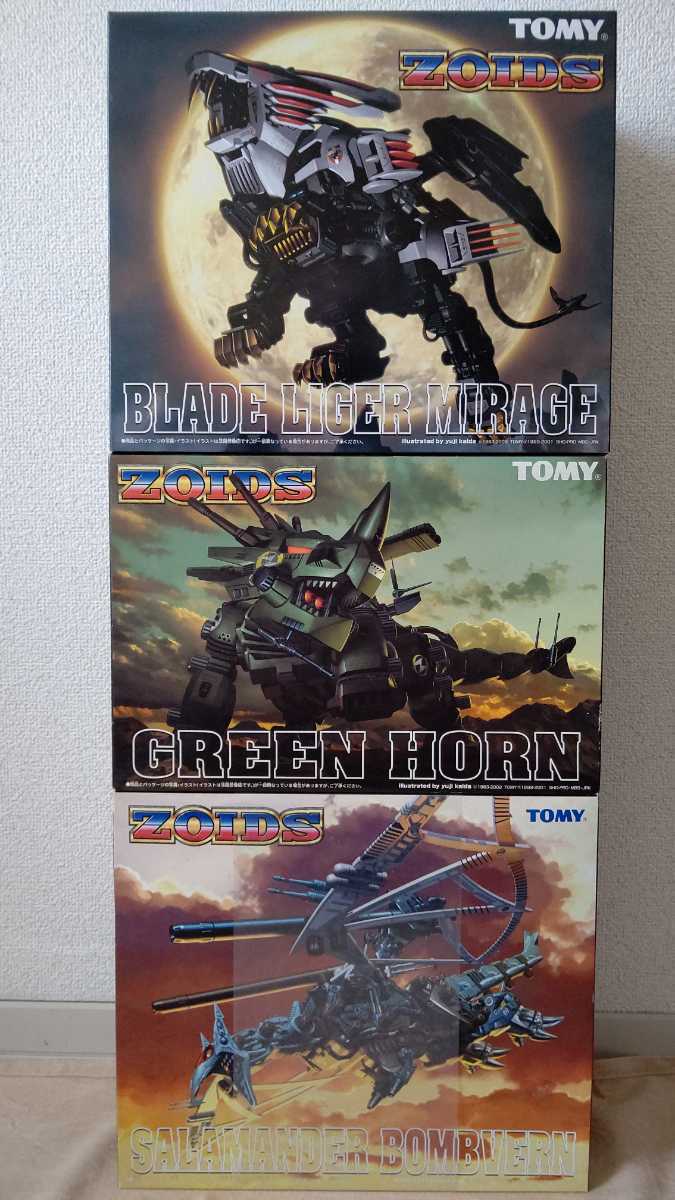 TOMY®
ZOIDS
BLADE LIGER MIRAGE
illustrated by yuji kaida
ZOIDS
TOMY®
GREEN HORN
illustrated by yuji kaida
ZOIDS
TOMY®
SALAMANDER BOMBVERN